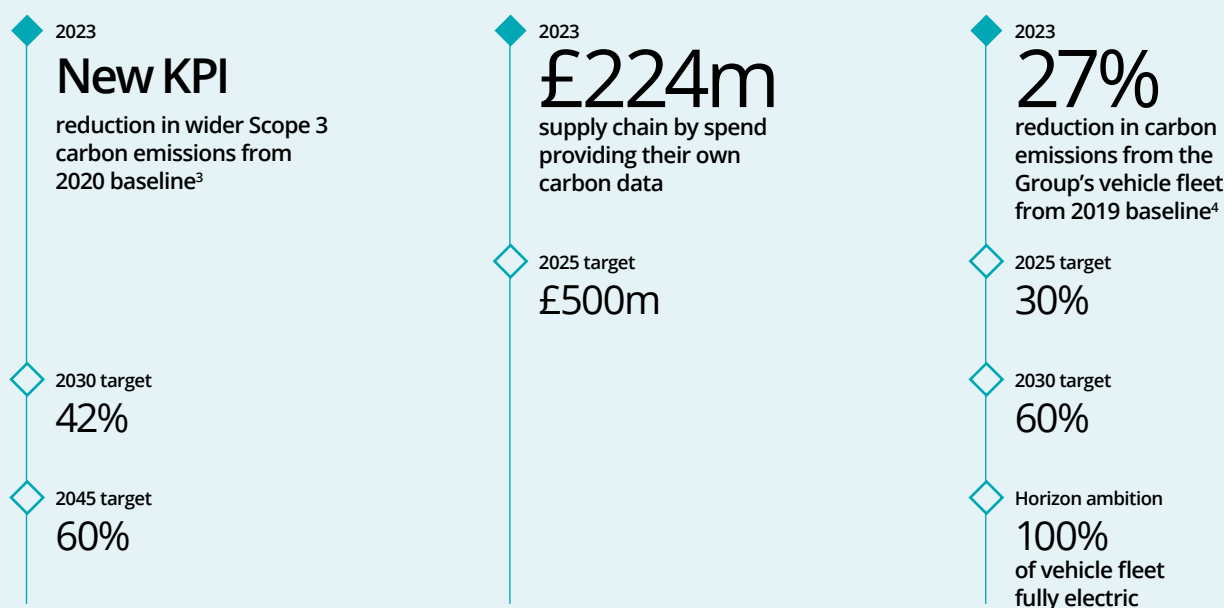 2023
New KPI
reduction in wider Scope 3
carbon emissions from
2020 baseline³
2030 target
42%
2045 target
60%
2023
£224m
supply chain by spend
providing their own
carbon data
2025 target
£500m
2023
27%
reduction in carbon
emissions from the
Group’s vehicle fleet
from 2019 baseline⁴
2025 target
30%
2030 target
60%
Horizon ambition
100%
of vehicle fleet
fully electric